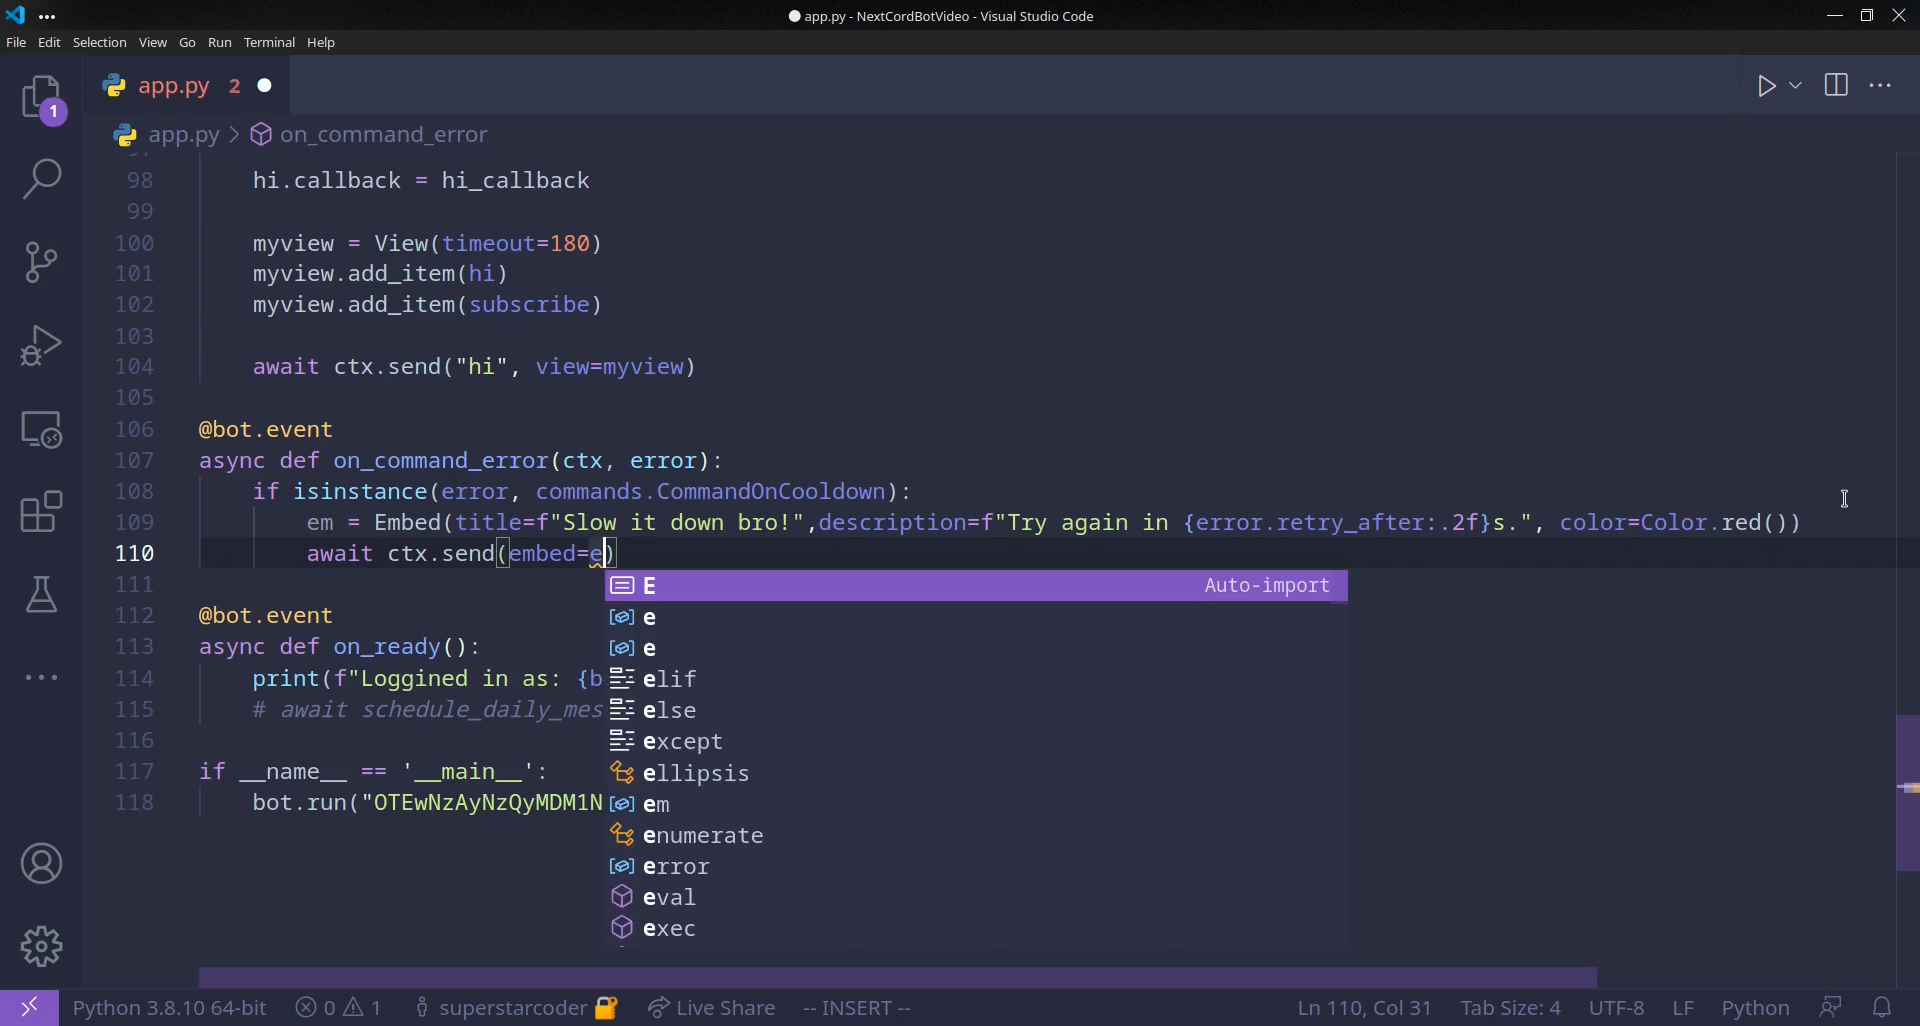 app.py - NextCordBotVideo - Visual Studio Code
File Edit Selection View Go Run Terminal Help
1
app.py 2
app.py > on_command_error
98 hi.callback = hi_callback
99
100 myview = View(timeout=180)
101 myview.add_item(hi)
102 myview.add_item(subscribe)
103
104 await ctx.send("hi", view=myview)
105
106 @bot.event
107 async def on_command_error(ctx, error):
108 if isinstance(error, commands.CommandOnCooldown):
109 em = Embed(title=f"Slow it down bro!",description=f"Try again in {error.retry_after:.2f}s.", color=Color.red())
110 await ctx.send(embed=e)
111
E Auto-import
112 @bot.event
e
113 async def on_ready():
e
114 print(f"Loggined in as: {b
elif
115 # await schedule_daily_mes
else
116
except
117 if __name__ == '__main__':
ellipsis
118 bot.run("OTEwNzAyNzQyMDM1N
em
enumerate
error
eval
exec
Python 3.8.10 64-bit 0 1 superstarcoder Live Share -- INSERT -- Ln 110, Col 31 Tab Size: 4 UTF-8 LF Python